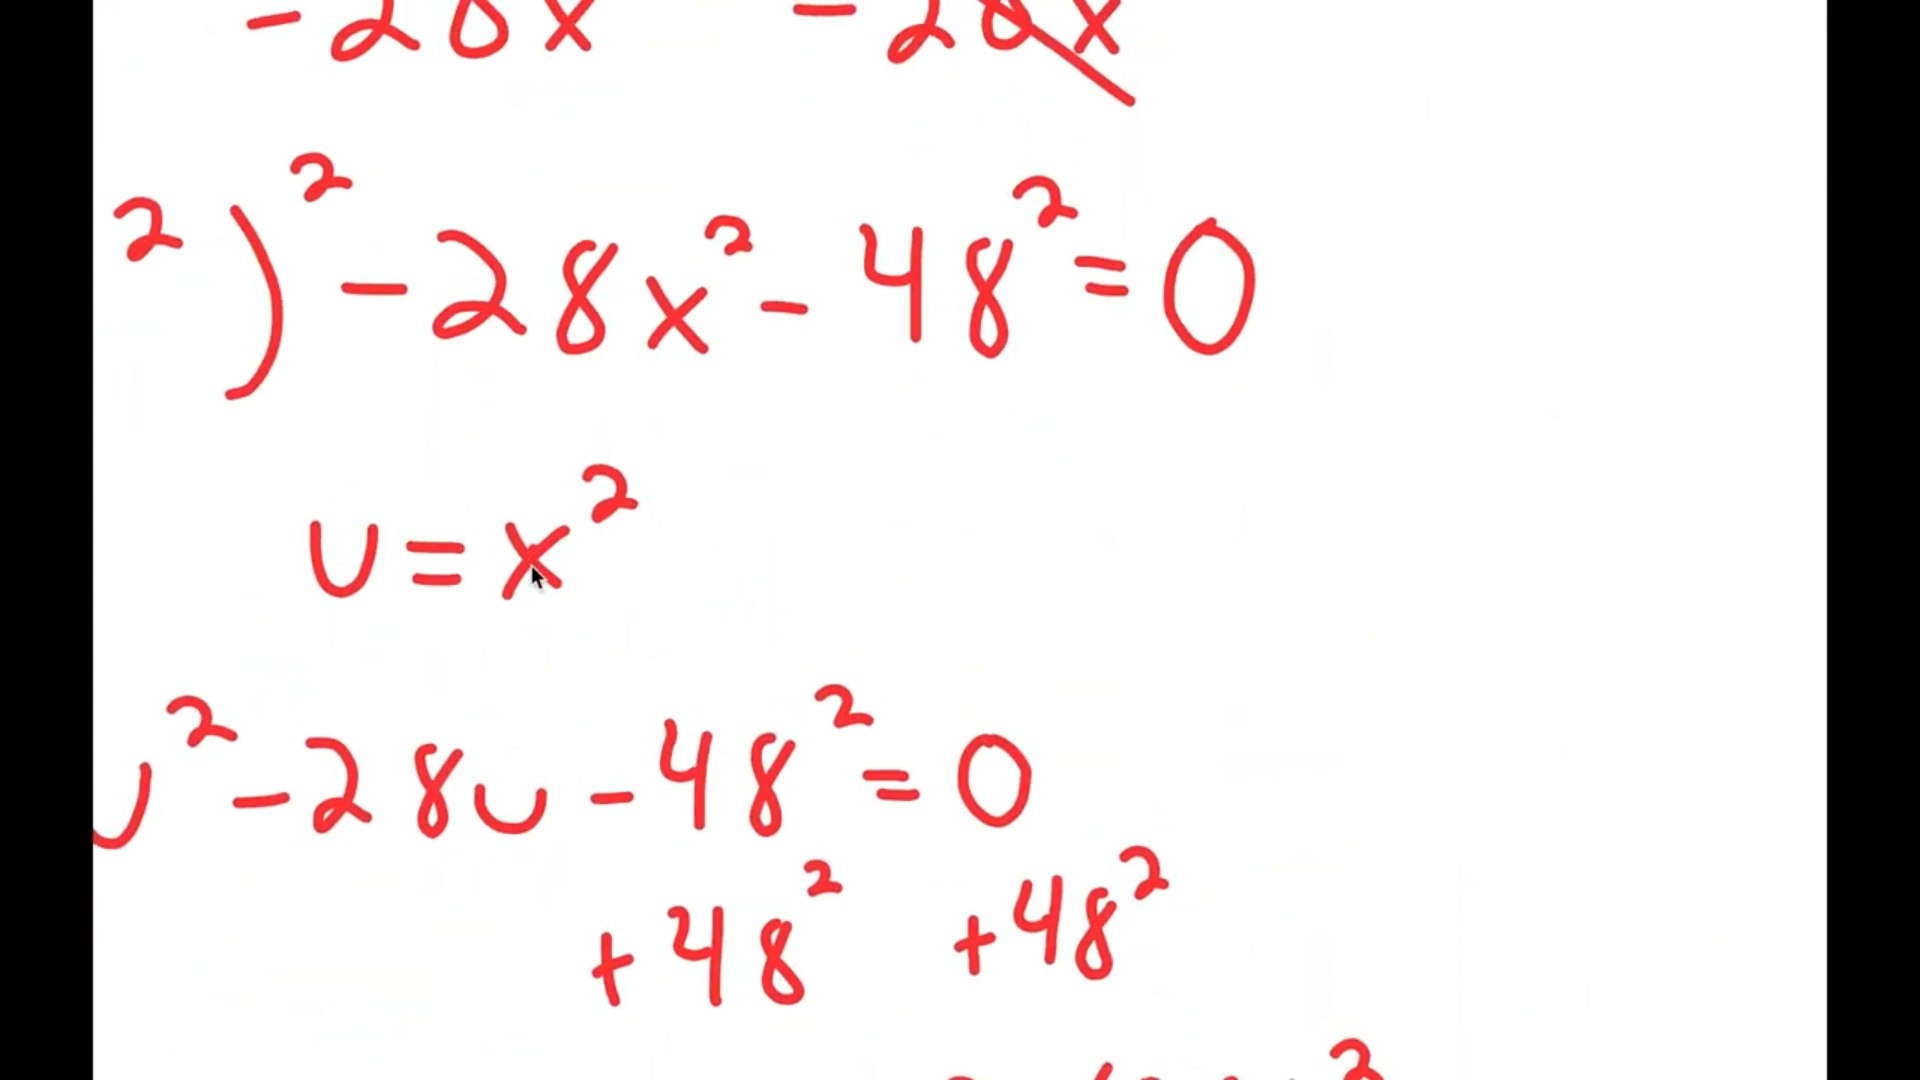 -28x -28x
²)² - 28x² - 48² = 0
u = x²
u² - 28u - 48² = 0
+ 48² + 48²